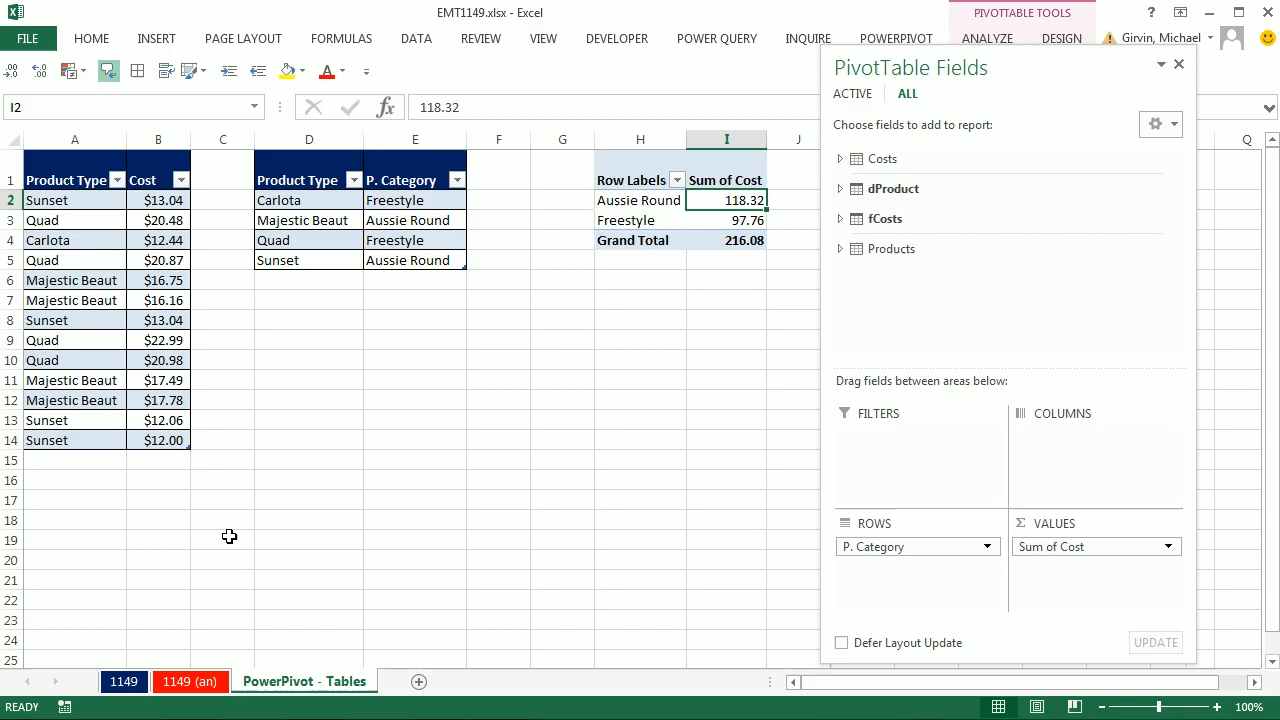 EMT1149.xlsx - Excel
PIVOTTABLE TOOLS
?
FILE HOME INSERT PAGE LAYOUT FORMULAS DATA REVIEW VIEW DEVELOPER POWER QUERY INQUIRE POWERPIVOT ANALYZE DESIGN Girvin, Michael
I2 fx 118.32
A B C D E F G H I J Q
1 Product Type Cost Product Type P. Category Row Labels Sum of Cost
2 Sunset $13.04 Carlota Freestyle Aussie Round 118.32
3 Quad $20.48 Majestic Beaut Aussie Round Freestyle 97.76
4 Carlota $12.44 Quad Freestyle Grand Total 216.08
5 Quad $20.87 Sunset Aussie Round
6 Majestic Beaut $16.75
7 Majestic Beaut $16.16
8 Sunset $13.04
9 Quad $22.99
10 Quad $20.98
11 Majestic Beaut $17.49
12 Majestic Beaut $17.78
13 Sunset $12.06
14 Sunset $12.00
15
16
17
18
19
20
21
22
23
24
25
PivotTable Fields
ACTIVE ALL
Choose fields to add to report:
Costs
dProduct
fCosts
Products
Drag fields between areas below:
FILTERS COLUMNS
ROWS Σ VALUES
P. Category Sum of Cost
Defer Layout Update UPDATE
1149 1149 (an) PowerPivot - Tables
READY 100%